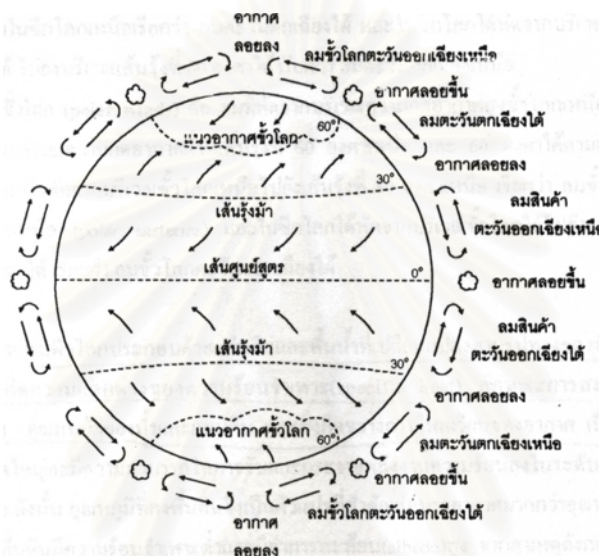 อากาศ
ลอยลง
ลมขั้วโลกตะวันออกเฉียงเหนือ
อากาศลอยขึ้น
ลมตะวันตกเฉียงใต้
แนวอากาศขั้วโลก
60°
อากาศลอยลง
30°
เส้นรุ้งม้า
ลมสินค้า
ตะวันออกเฉียงเหนือ
เส้นศูนย์สูตร
0°
อากาศลอยขึ้น
ลมสินค้า
ตะวันออกเฉียงใต้
เส้นรุ้งม้า
30°
อากาศลอยลง
แนวอากาศขั้วโลก
60°
ลมตะวันตกเฉียงเหนือ
อากาศลอยขึ้น
ลมขั้วโลกตะวันออกเฉียงใต้
อากาศ
ลอยลง